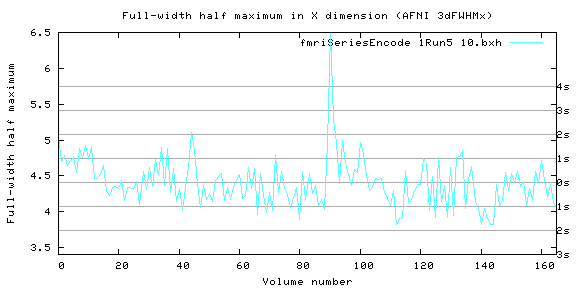 Full-width half maximum in X dimension (AFNI 3dFWHMx)
fmriSeriesEncode 1Run5 10.bxh
Full-width half maximum
6.5
6
5.5
5
4.5
4
3.5
4s
3s
2s
1s
0s
1s
2s
3s
0 20 40 60 80 100 120 140 160
Volume number